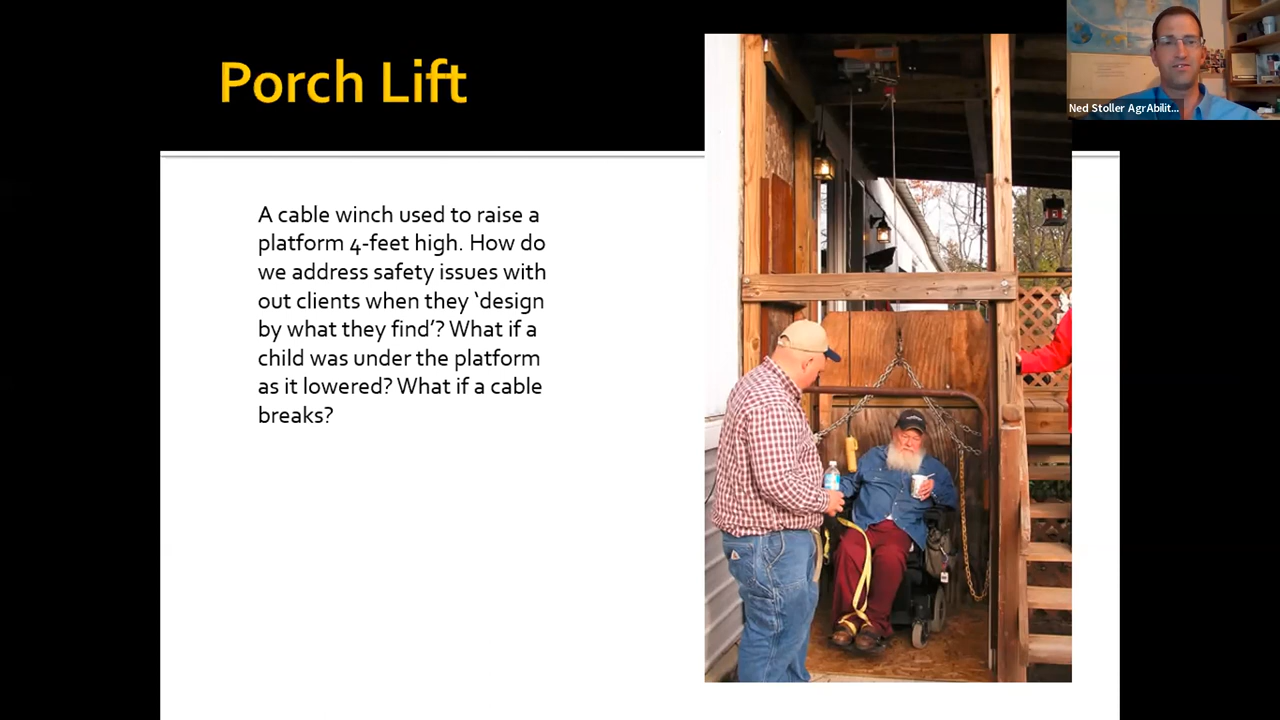 Porch Lift
Ned Stoller AgrAbilit...
A cable winch used to raise a
platform 4-feet high. How do
we address safety issues with
out clients when they ‘design
by what they find’? What if a
child was under the platform
as it lowered? What if a cable
breaks?